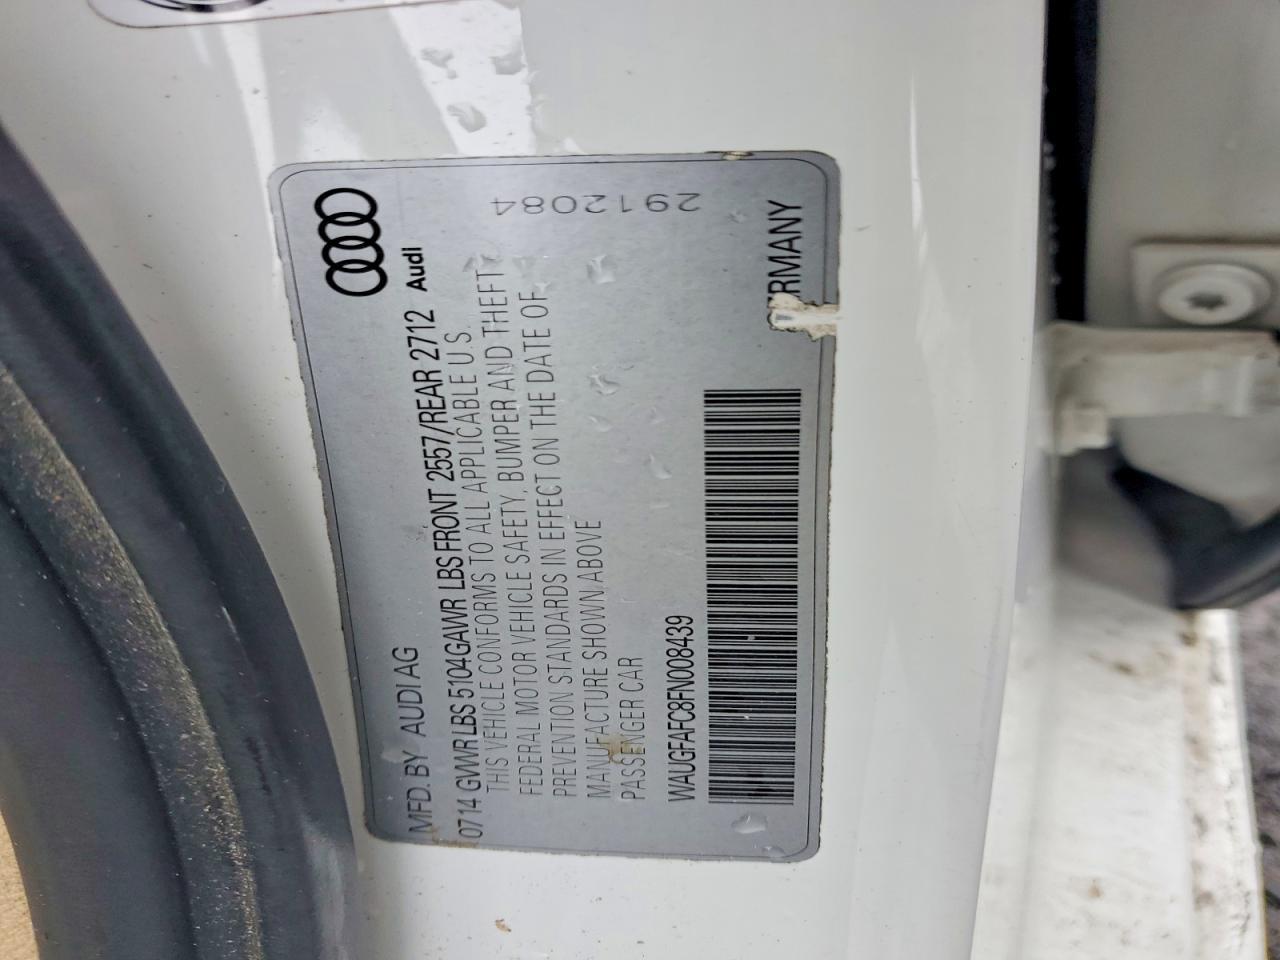 MFD. BY AUDI AG
0714 GVWR LBS 5104 GAWR LBS FRONT 2557/REAR 2712 Audi
THIS VEHICLE CONFORMS TO ALL APPLICABLE U.S.
FEDERAL MOTOR VEHICLE SAFETY, BUMPER AND THEFT
PREVENTION STANDARDS IN EFFECT ON THE DATE OF
MANUFACTURE SHOWN ABOVE
PASSENGER CAR
2912084
WAUGFAFC8FN008439
ERMANY